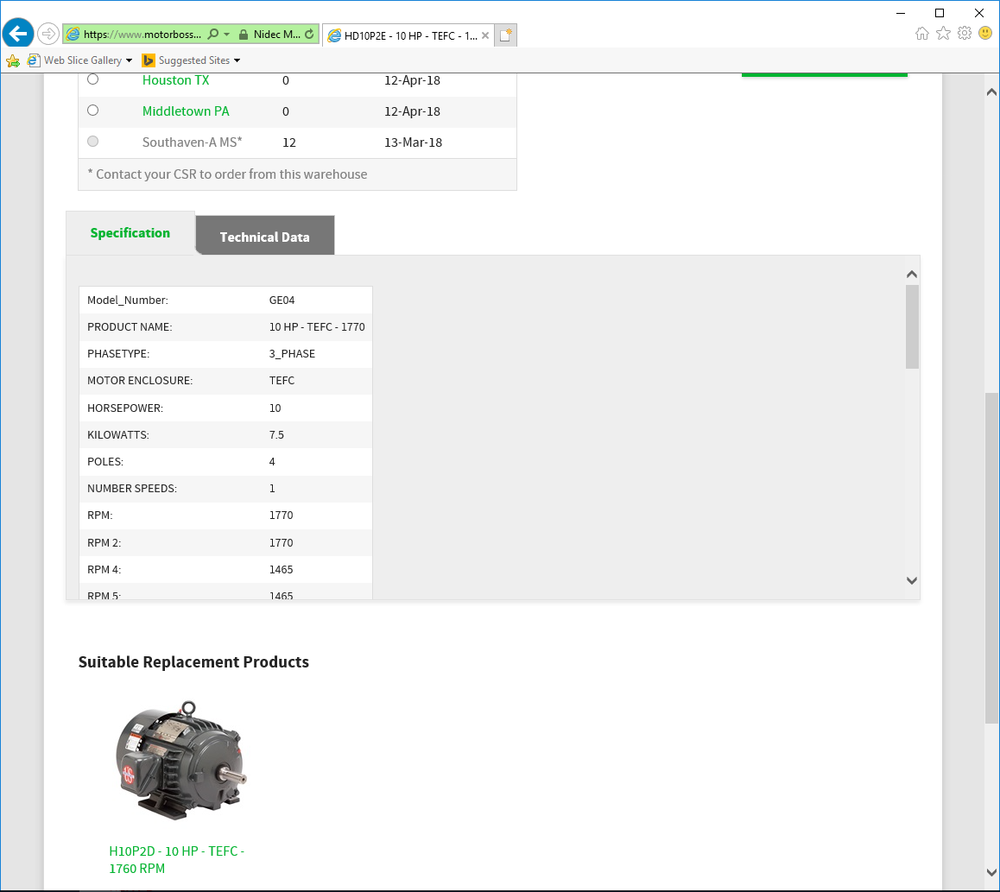 https://www.motorboss... Nidec M... HD10P2E - 10 HP - TEFC - 1...
Web Slice Gallery Suggested Sites
Houston TX 0 12-Apr-18
Middletown PA 0 12-Apr-18
Southaven-A MS* 12 13-Mar-18
* Contact your CSR to order from this warehouse
Specification Technical Data
Model_Number: GE04
PRODUCT NAME: 10 HP - TEFC - 1770
PHASETYPE: 3_PHASE
MOTOR ENCLOSURE: TEFC
HORSEPOWER: 10
KILOWATTS: 7.5
POLES: 4
NUMBER SPEEDS: 1
RPM: 1770
RPM 2: 1770
RPM 4: 1465
RPM 5: 1465
Suitable Replacement Products
US
H10P2D - 10 HP - TEFC -
1760 RPM